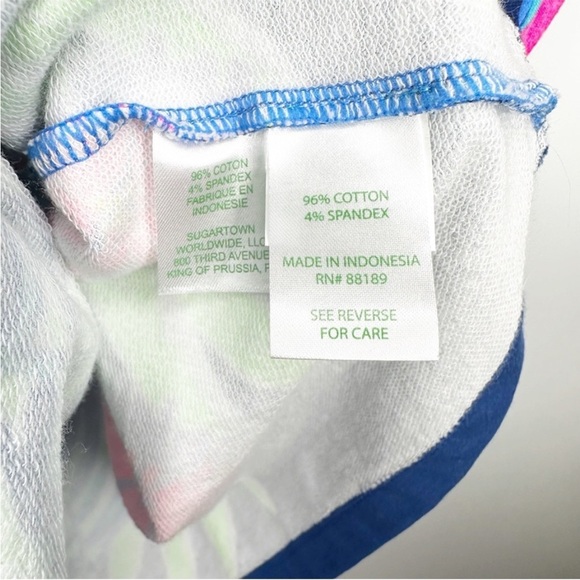 96% COTTON
4% SPANDEX
FABRIQUE EN
INDONESIE
SUGARTOWN
WORLDWIDE, LLC
800 THIRD AVENUE
KING OF PRUSSIA,
96% COTTON
4% SPANDEX
MADE IN INDONESIA
RN# 88189
SEE REVERSE
FOR CARE